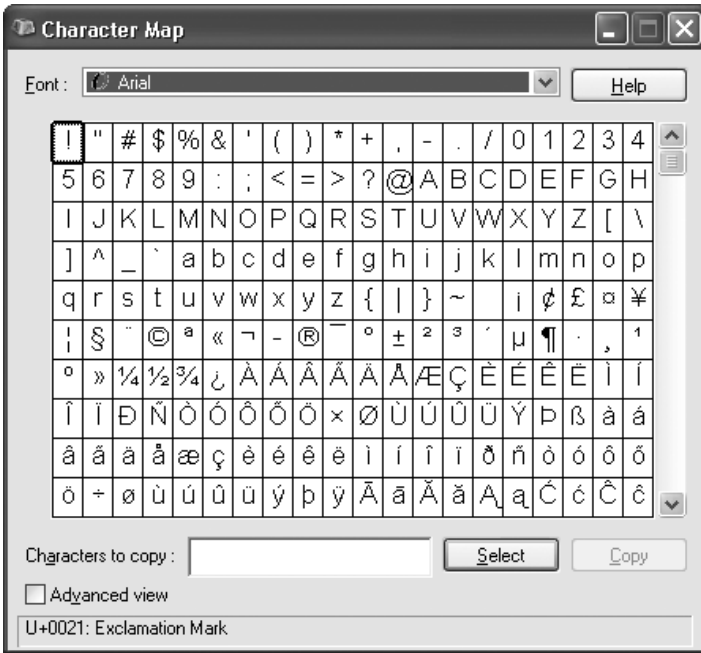 Character Map
Font : Arial Help
! " # $ % & ' ( ) * + , - . / 0 1 2 3 4
5 6 7 8 9 : ; < = > ? @ A B C D E F G H
I J K L M N O P Q R S T U V W X Y Z [ \
] ^ _ ` a b c d e f g h i j k l m n o p
q r s t u v w x y z { | } ~ ¡ ¢ £ ¤ ¥
¦ § ¨ © ª « ¬ - ® ¯ ° ± ² ³ ´ µ ¶ · ¸ ¹
º » ¼ ½ ¾ ¿ À Á Â Ã Ä Å Æ Ç È É Ê Ë Ì Í
Î Ï Ð Ñ Ò Ó Ô Õ Ö × Ø Ù Ú Û Ü Ý Þ ß à á
â ã ä å æ ç è é ê ë ì í î ï ð ñ ò ó ô õ
ö ÷ ø ù ú û ü ý þ ÿ Ā ā Ă ă Ą ą Ć ć Ĉ ĉ
Characters to copy : Select Copy
Advanced view
U+0021: Exclamation Mark